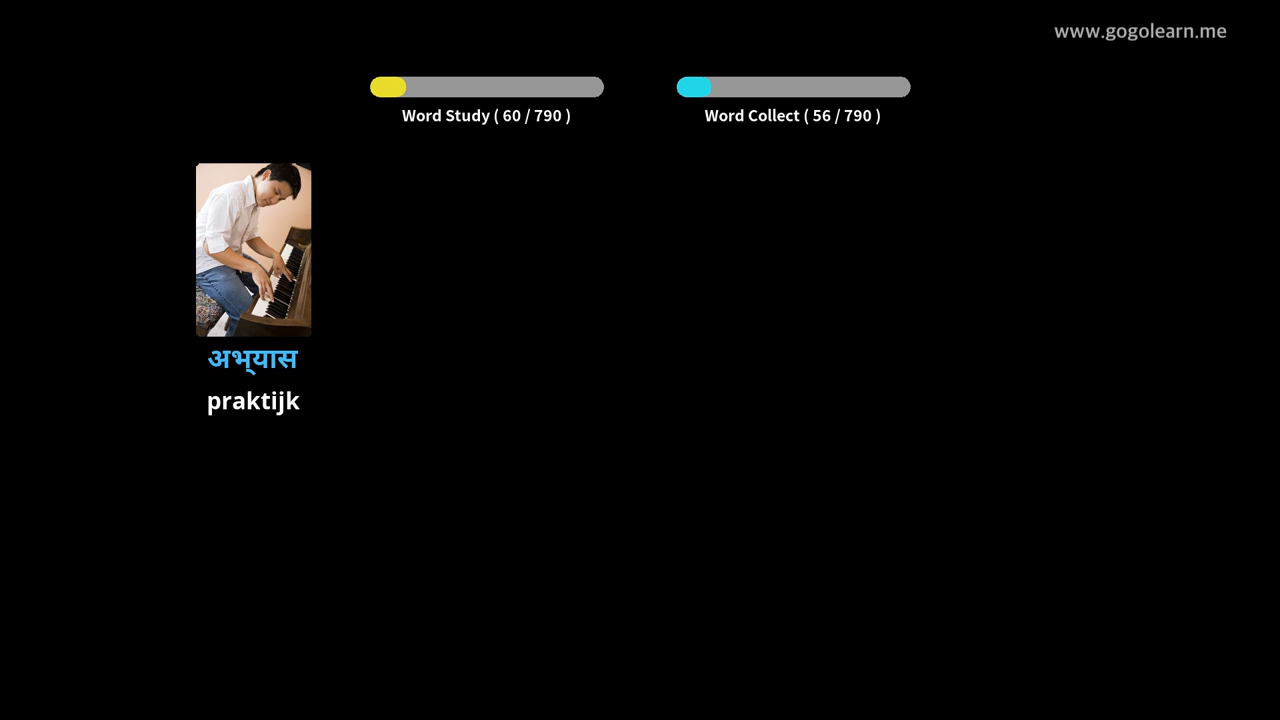 www.gogolearn.me
Word Study ( 60 / 790 )
Word Collect ( 56 / 790 )
अभ्यास
praktijk